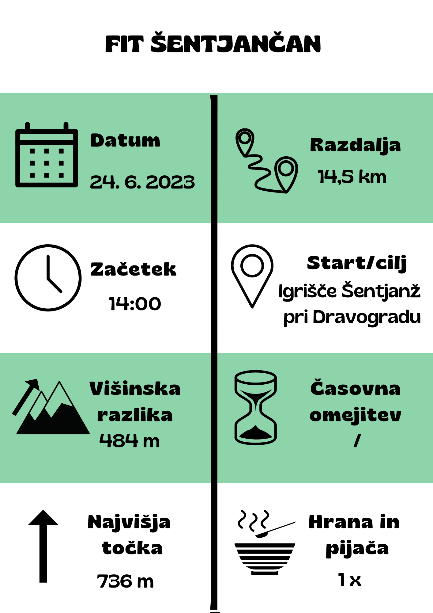 FIT ŠENTJANČAN
Datum
24. 6. 2023
Razdalja
14,5 km
Začetek
14:00
Start/cilj
Igrišče Šentjanž
pri Dravogradu
Višinska
razlika
484 m
Časovna
omejitev
/
Najvišja
točka
736 m
Hrana in
pijača
1 x